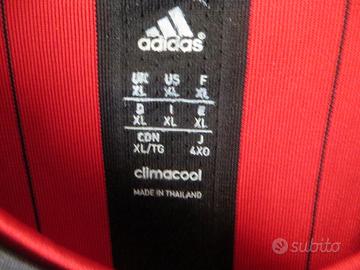 adidas
UK US F
XL XL XL
D I E
XL XL XL
CDN J
XL/TG 4XO
climacool
MADE IN THAILAND
subito